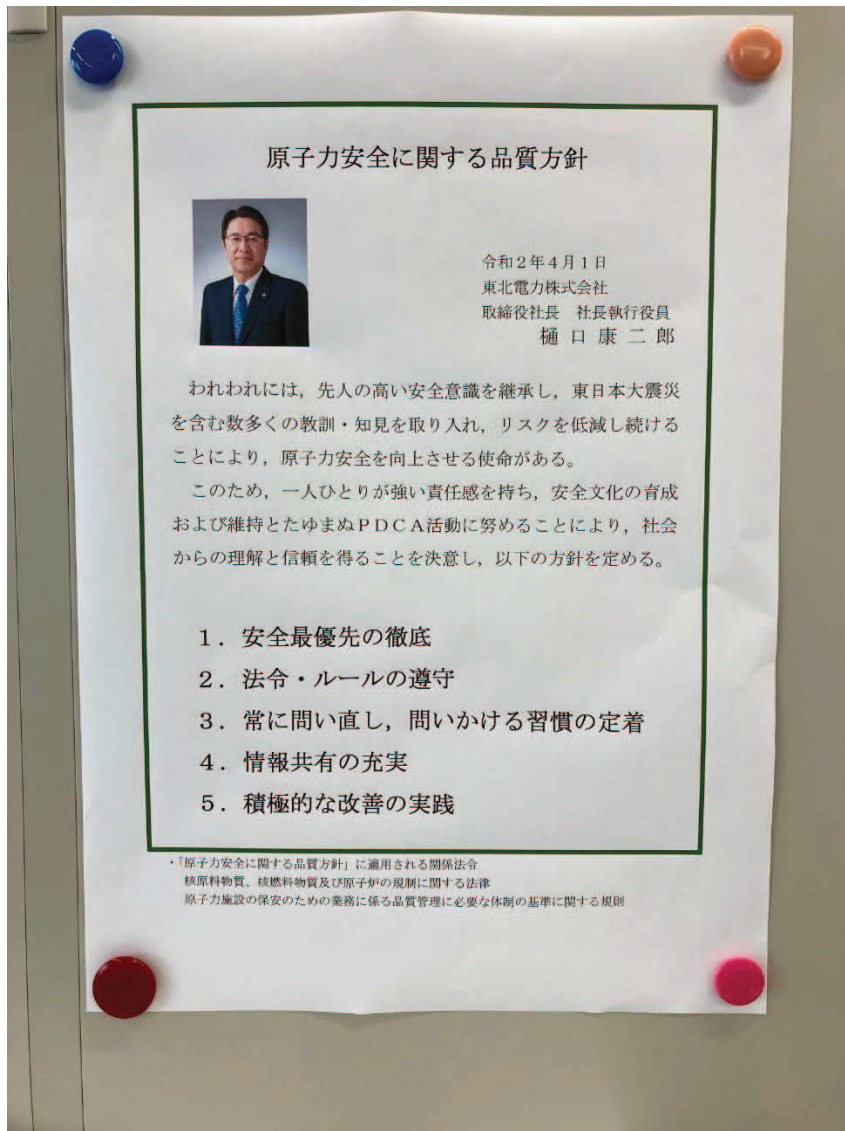 原子力安全に関する品質方針
令和２年４月１日
東北電力株式会社
取締役社長　社長執行役員
樋口康二郎
われわれには，先人の高い安全意識を継承し，東日本大震災
を含む数多くの教訓・知見を取り入れ，リスクを低減し続ける
ことにより，原子力安全を向上させる使命がある。
このため，一人ひとりが強い責任感を持ち，安全文化の育成
および維持とたゆまぬＰＤＣＡ活動に努めることにより，社会
からの理解と信頼を得ることを決意し，以下の方針を定める。
１．安全最優先の徹底
２．法令・ルールの遵守
３．常に問い直し，問いかける習慣の定着
４．情報共有の充実
５．積極的な改善の実践
・「原子力安全に関する品質方針」に適用される関係法令
核原料物質、核燃料物質及び原子炉の規制に関する法律
原子力施設の保安のための業務に係る品質管理に必要な体制の基準に関する規則